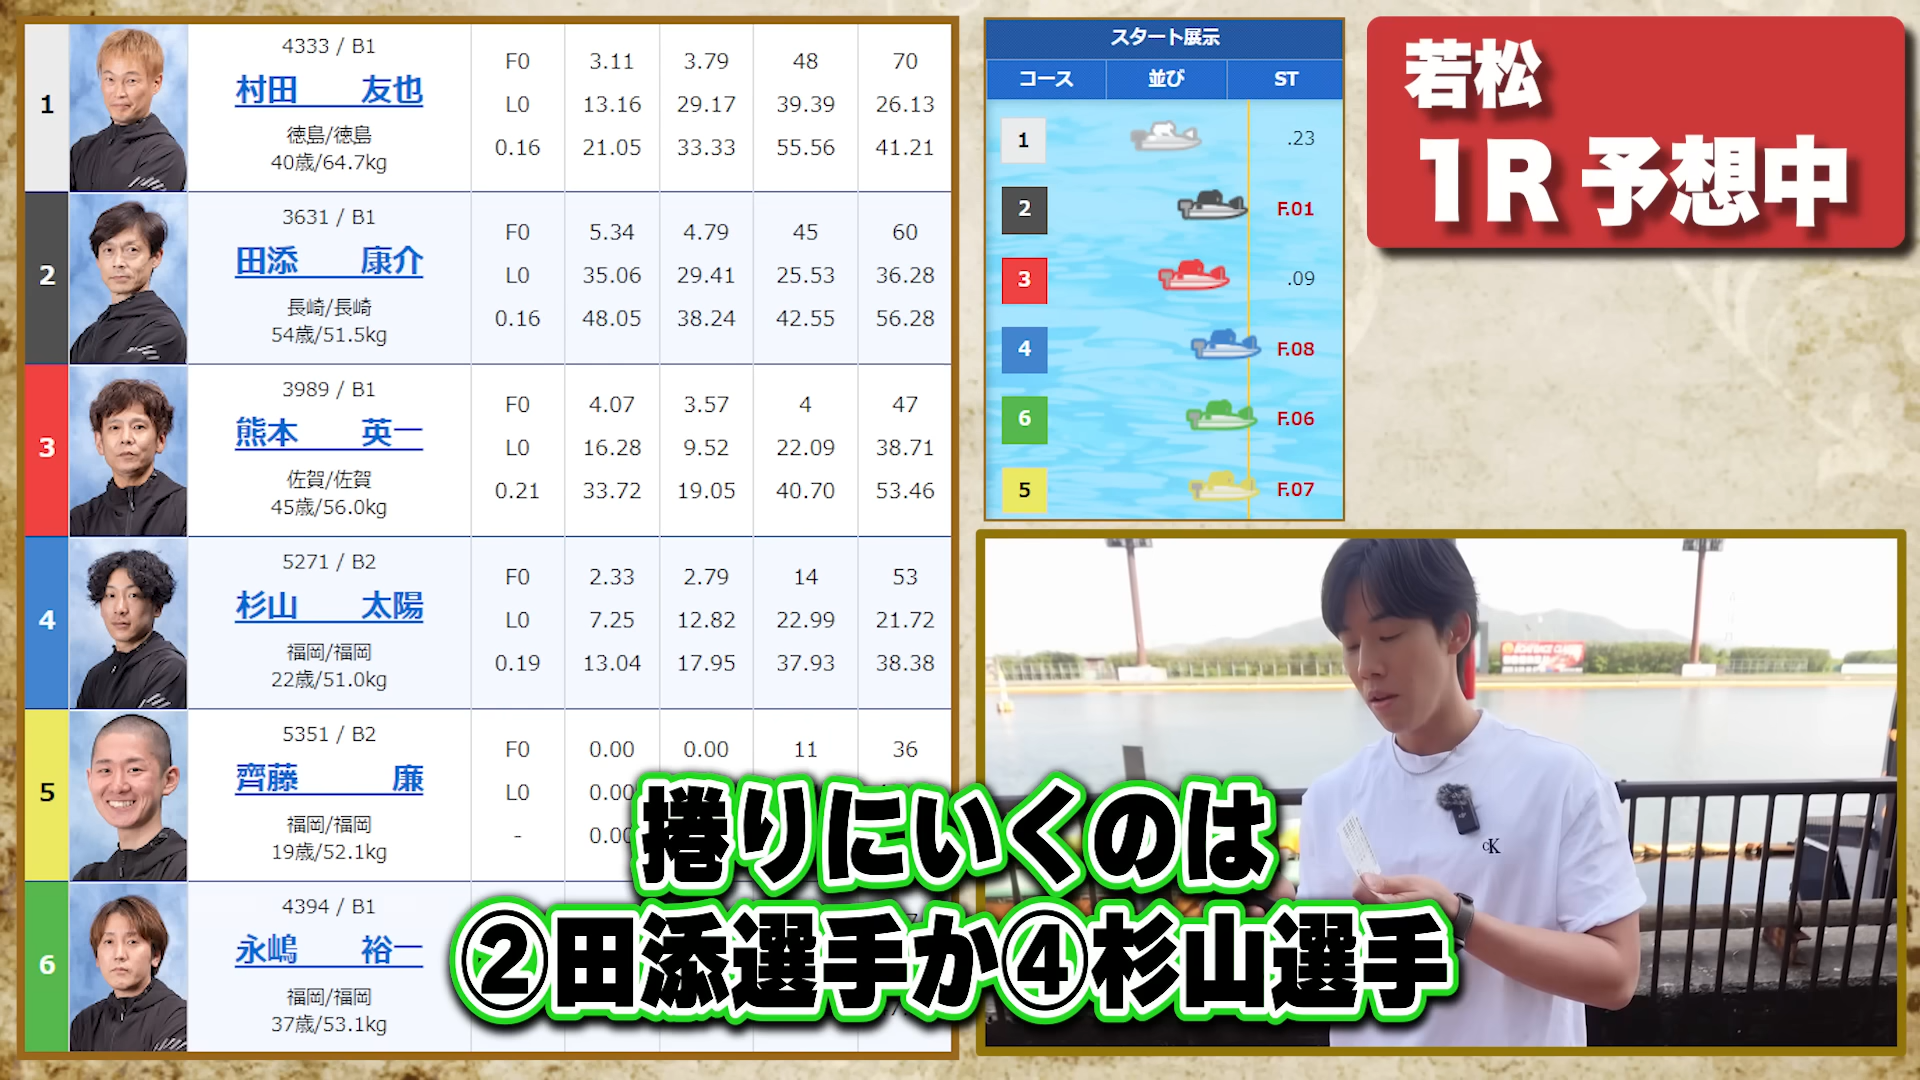 1
4333 / B1
村田 友也
徳島/徳島
40歳/64.7kg
F0 3.11 3.79 48 70
L0 13.16 29.17 39.39 26.13
0.16 21.05 33.33 55.56 41.21
2
3631 / B1
田添 康介
長崎/長崎
54歳/51.5kg
F0 5.34 4.79 45 60
L0 35.06 29.41 25.53 36.28
0.16 48.05 38.24 42.55 56.28
3
3989 / B1
熊本 英一
佐賀/佐賀
45歳/56.0kg
F0 4.07 3.57 4 47
L0 16.28 9.52 22.09 38.71
0.21 33.72 19.05 40.70 53.46
4
5271 / B2
杉山 太陽
福岡/福岡
22歳/51.0kg
F0 2.33 2.79 14 53
L0 7.25 12.82 22.99 21.72
0.19 13.04 17.95 37.93 38.38
5
5351 / B2
齊藤 廉
福岡/福岡
19歳/52.1kg
F0 0.00 0.00 11 36
L0 0.00
- 0.00
6
4394 / B1
永嶋 裕一
福岡/福岡
37歳/53.1kg
スタート展示
コース 並び ST
1 .23
2 F.01
3 .09
4 F.08
6 F.06
5 F.07
若松
1R 予想中
cK
捲りにいくのは
②田添選手か④杉山選手